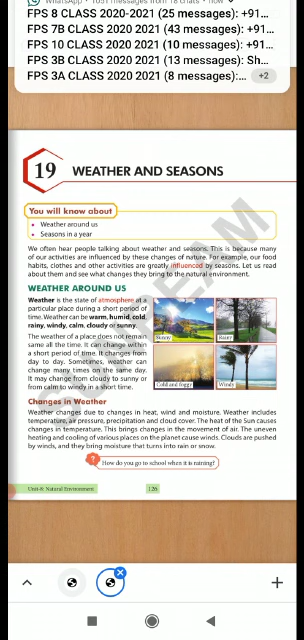 WhatsApp • 1051 messages from 18 chats • now
FPS 8 CLASS 2020-2021 (25 messages): +91...
FPS 7B CLASS 2020 2021 (43 messages): +91...
FPS 10 CLASS 2020 2021 (10 messages): +91...
FPS 3B CLASS 2020 2021 (13 messages): Sh...
FPS 3A CLASS 2020 2021 (8 messages):...
+2
19
WEATHER AND SEASONS
You will know about
• Weather around us
• Seasons in a year
We often hear people talking about weather and seasons. This is because many
of our activities are influenced by these changes of nature. For example, our food
habits, clothes and other activities are greatly influenced by seasons. Let us read
about them and see what changes they bring to the natural environment.
WEATHER AROUND US
Weather is the state of atmosphere at a
particular place during a short period of
time. Weather can be warm, humid, cold,
rainy, windy, calm, cloudy or sunny.
The weather of a place does not remain
same all the time. It can change within
a short period of time. It changes from
day to day. Sometimes, weather can
change many times on the same day.
It may change from cloudy to sunny or
from calm to windy in a short time.
Sunny
Rainy
Cold and foggy
Windy
Changes in Weather
Weather changes due to changes in heat, wind and moisture. Weather includes
temperature, air pressure, precipitation and cloud cover. The heat of the Sun causes
changes in temperature. This brings changes in the movement of air. The uneven
heating and cooling of various places on the planet cause winds. Clouds are pushed
by winds, and they bring moisture that turns into rain or snow.
? How do you go to school when it is raining?
Unit-8: Natural Environment
126